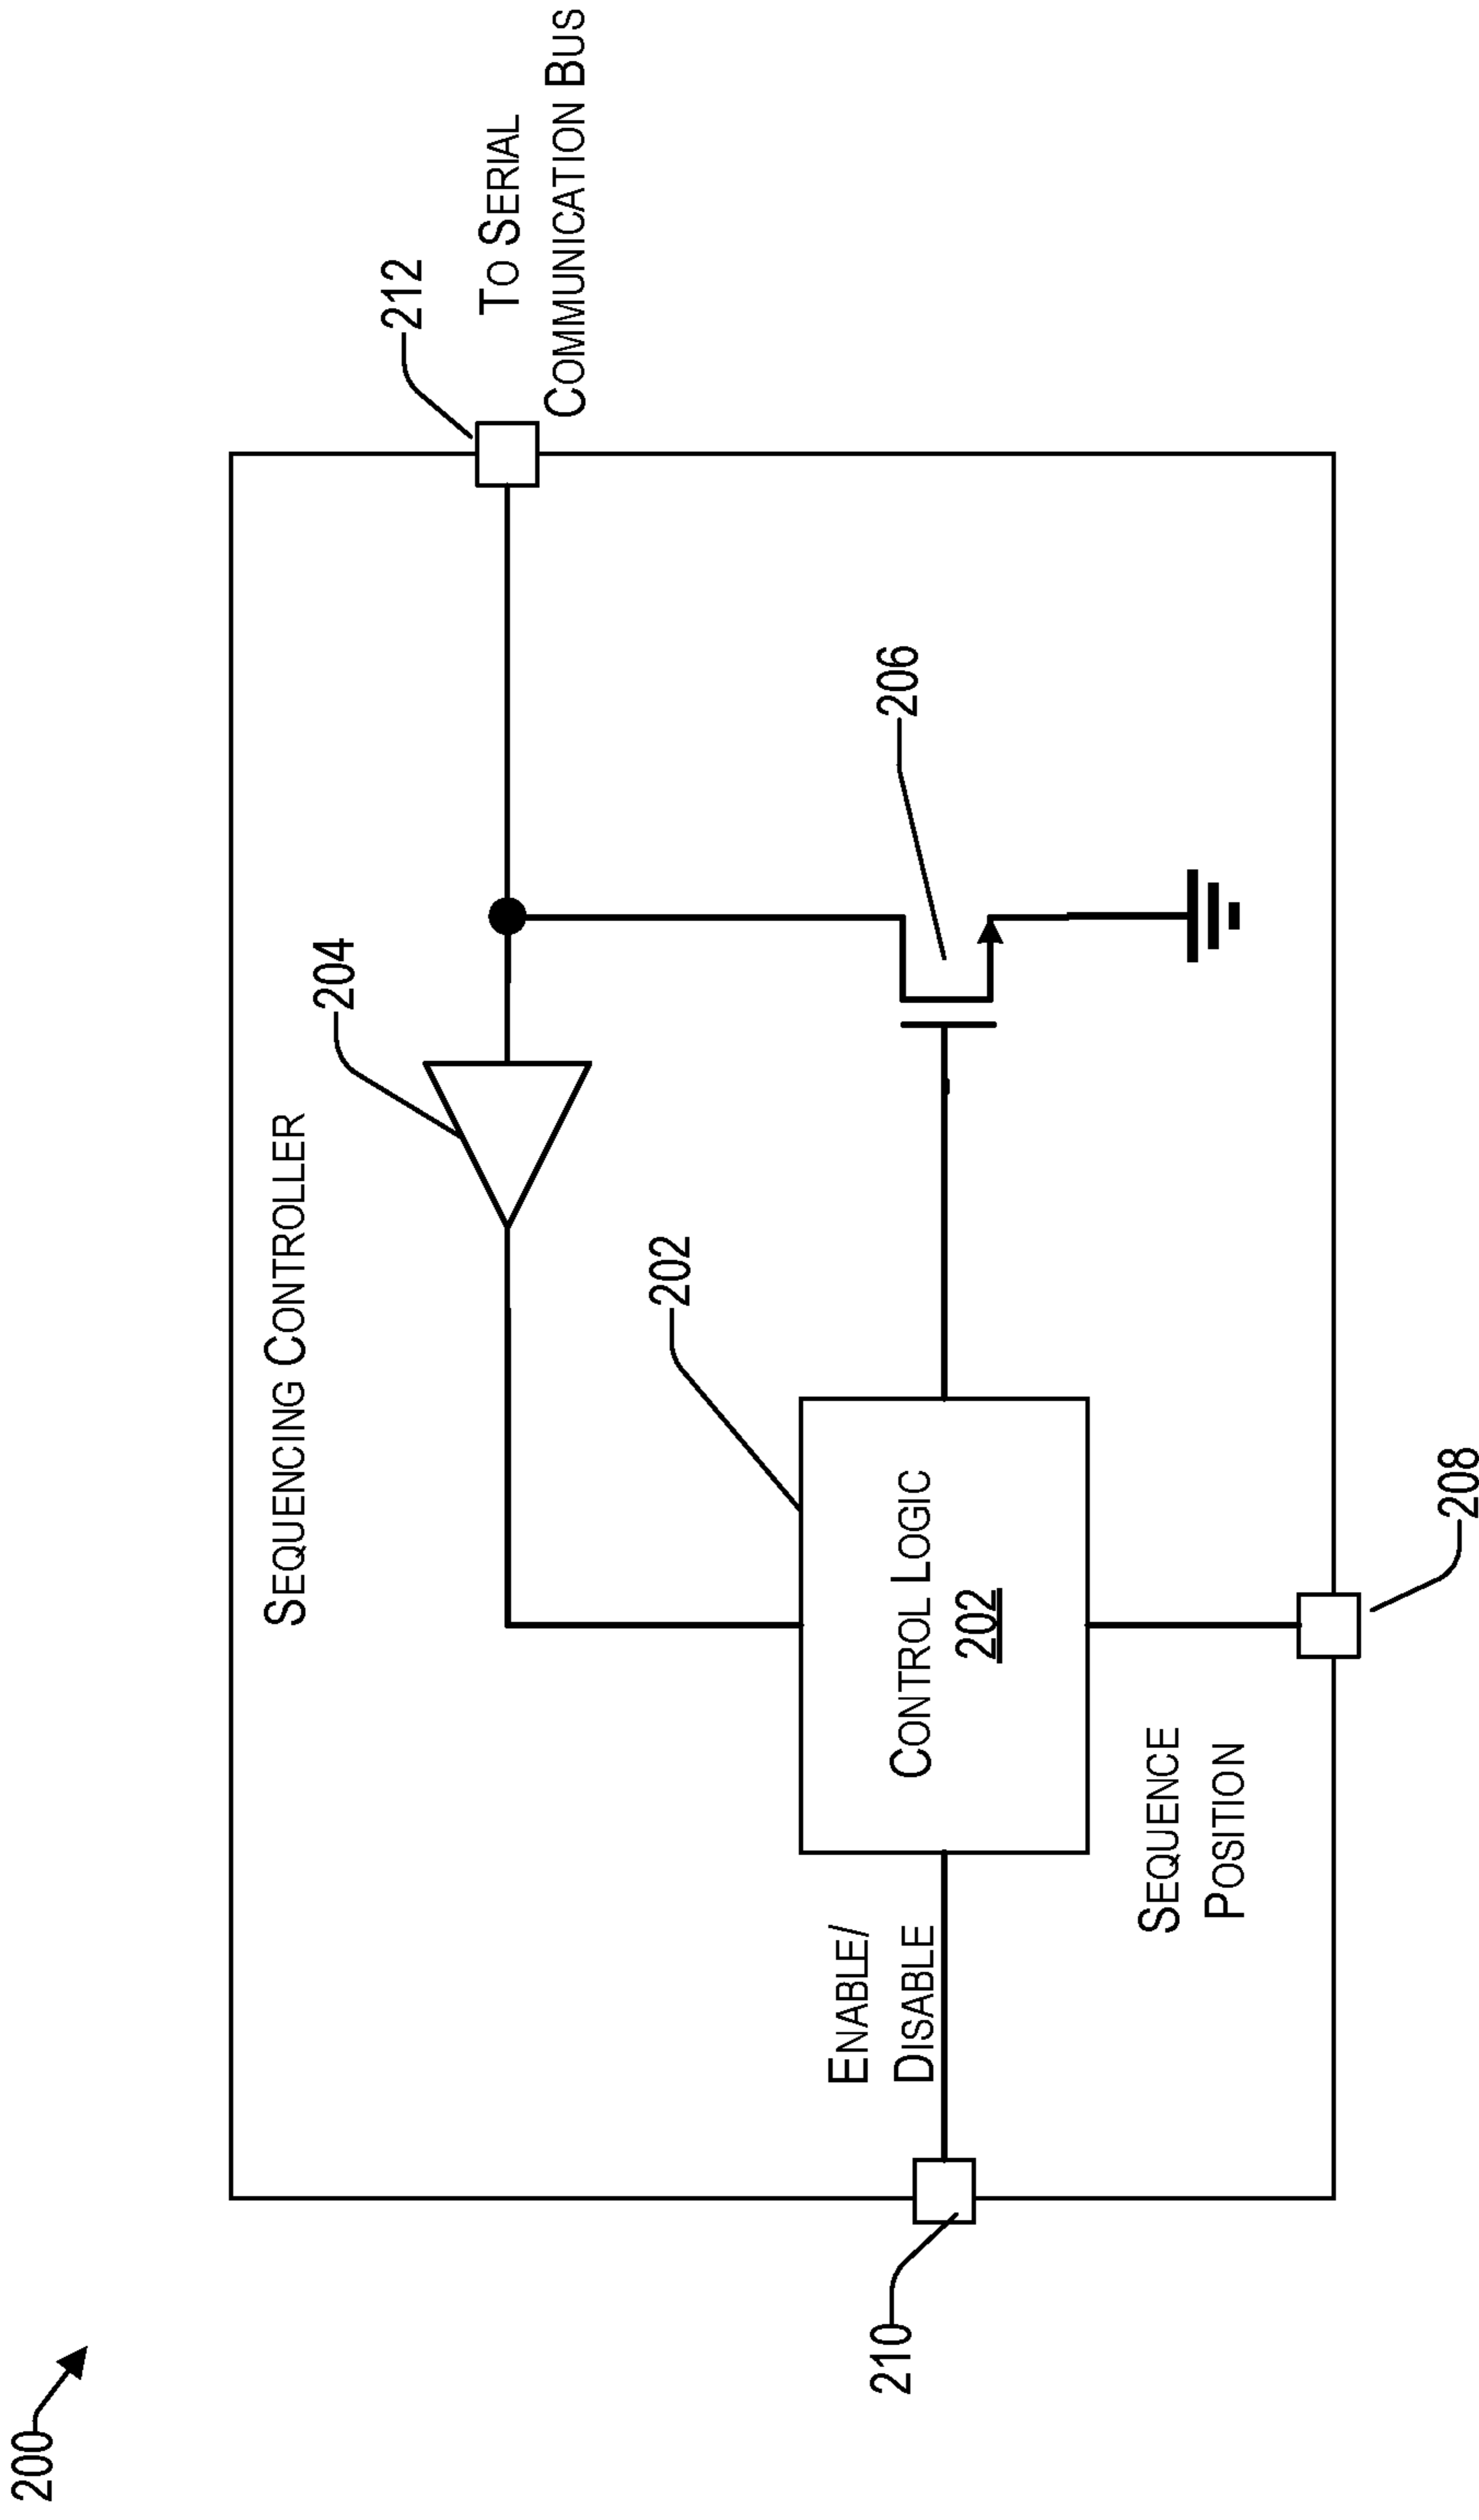 200
SEQUENCING CONTROLLER
204
212
TO SERIAL
COMMUNICATION BUS
202
206
210
ENABLE/
DISABLE
CONTROL LOGIC
202
SEQUENCE
POSITION
208